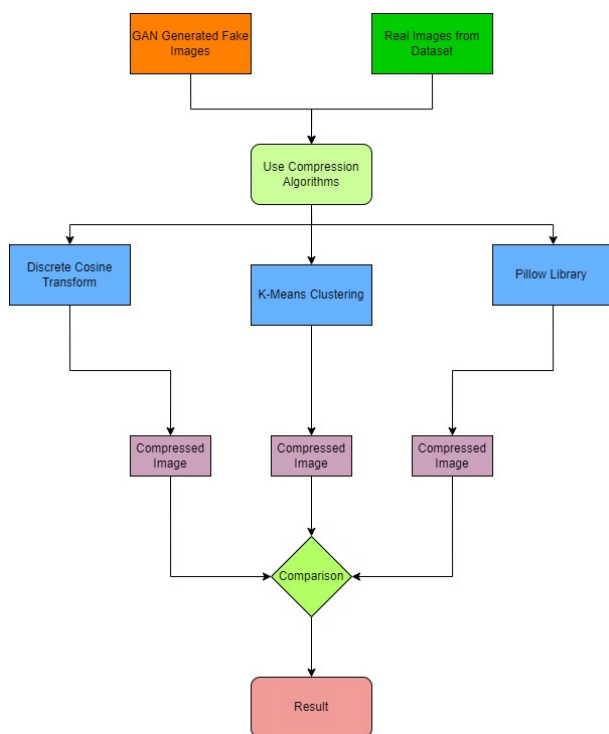 GAN Generated Fake
Images
Real Images from
Dataset
Use Compression
Algorithms
Discrete Cosine
Transform
K-Means Clustering
Pillow Library
Compressed
Image
Compressed
Image
Compressed
Image
Comparison
Result